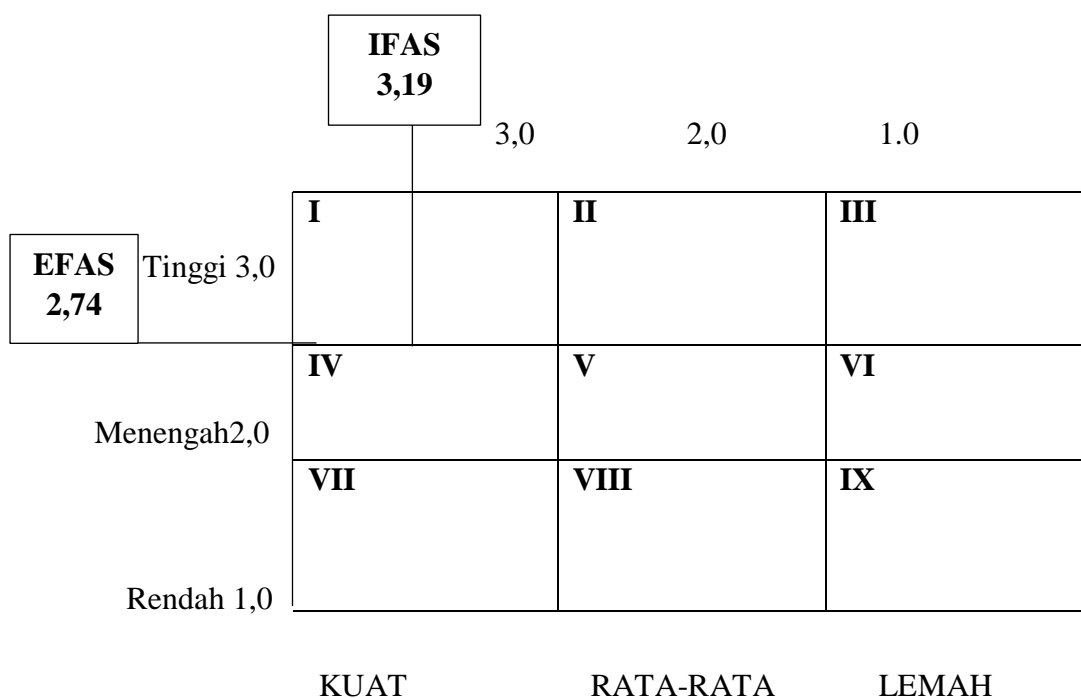 IFAS
3,19
3,0 2,0 1.0
I II III
EFAS
2,74
Tinggi 3,0
IV V VI
Menengah2,0
VII VIII IX
Rendah 1,0
KUAT RATA-RATA LEMAH